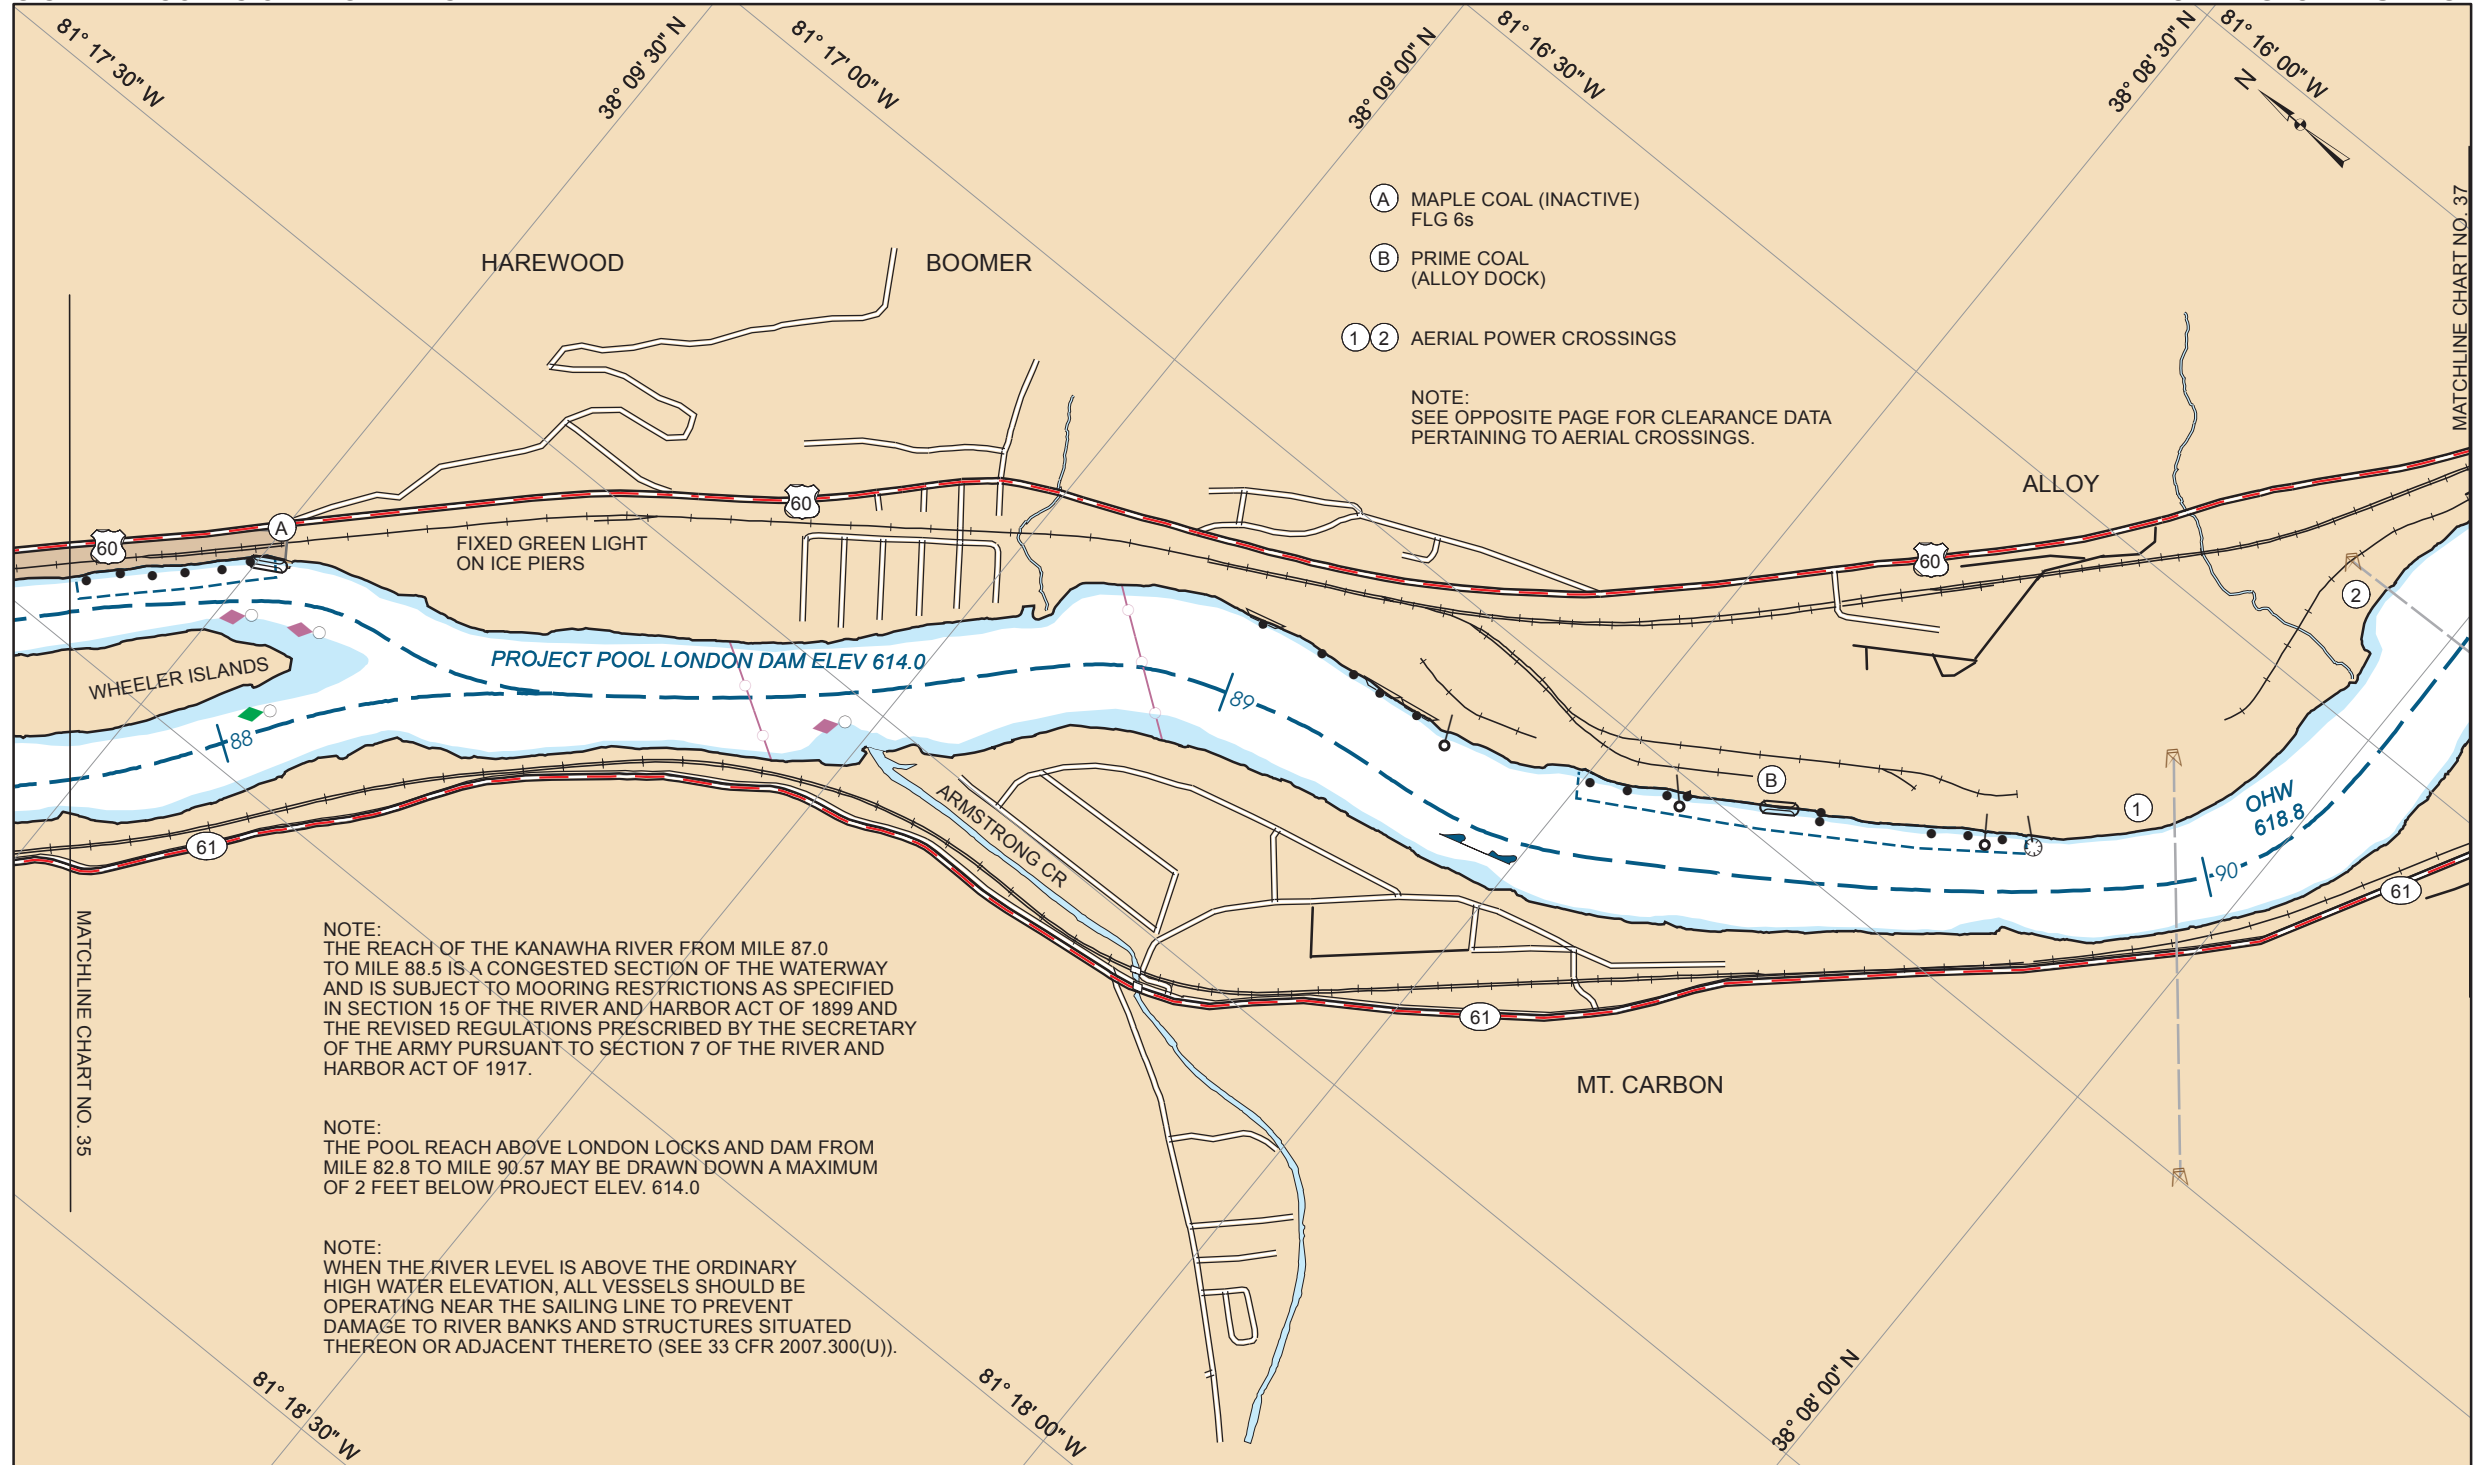 81° 17' 30" W
38° 09' 30" N
81° 17' 00" W
38° 09' 00" N
81° 16' 30" W
38° 08' 30" N
81° 16' 00" W
N
MATCHLINE CHART NO. 37
A MAPLE COAL (INACTIVE)
FLG 6s
B PRIME COAL
(ALLOY DOCK)
1 2 AERIAL POWER CROSSINGS
NOTE:
SEE OPPOSITE PAGE FOR CLEARANCE DATA
PERTAINING TO AERIAL CROSSINGS.
HAREWOOD
BOOMER
ALLOY
60
A
60
60
FIXED GREEN LIGHT
ON ICE PIERS
2
WHEELER ISLANDS
PROJECT POOL LONDON DAM ELEV 614.0
88
89
B
1
OHW
618.8
90
61
61
61
ARMSTRONG CR
MATCHLINE CHART NO. 35
NOTE:
THE REACH OF THE KANAWHA RIVER FROM MILE 87.0
TO MILE 88.5 IS A CONGESTED SECTION OF THE WATERWAY
AND IS SUBJECT TO MOORING RESTRICTIONS AS SPECIFIED
IN SECTION 15 OF THE RIVER AND HARBOR ACT OF 1899 AND
THE REVISED REGULATIONS PRESCRIBED BY THE SECRETARY
OF THE ARMY PURSUANT TO SECTION 7 OF THE RIVER AND
HARBOR ACT OF 1917.
NOTE:
THE POOL REACH ABOVE LONDON LOCKS AND DAM FROM
MILE 82.8 TO MILE 90.57 MAY BE DRAWN DOWN A MAXIMUM
OF 2 FEET BELOW PROJECT ELEV. 614.0
NOTE:
WHEN THE RIVER LEVEL IS ABOVE THE ORDINARY
HIGH WATER ELEVATION, ALL VESSELS SHOULD BE
OPERATING NEAR THE SAILING LINE TO PREVENT
DAMAGE TO RIVER BANKS AND STRUCTURES SITUATED
THEREON OR ADJACENT THERETO (SEE 33 CFR 2007.300(U)).
MT. CARBON
81° 18' 30" W
81° 18' 00" W
38° 08' 00" N